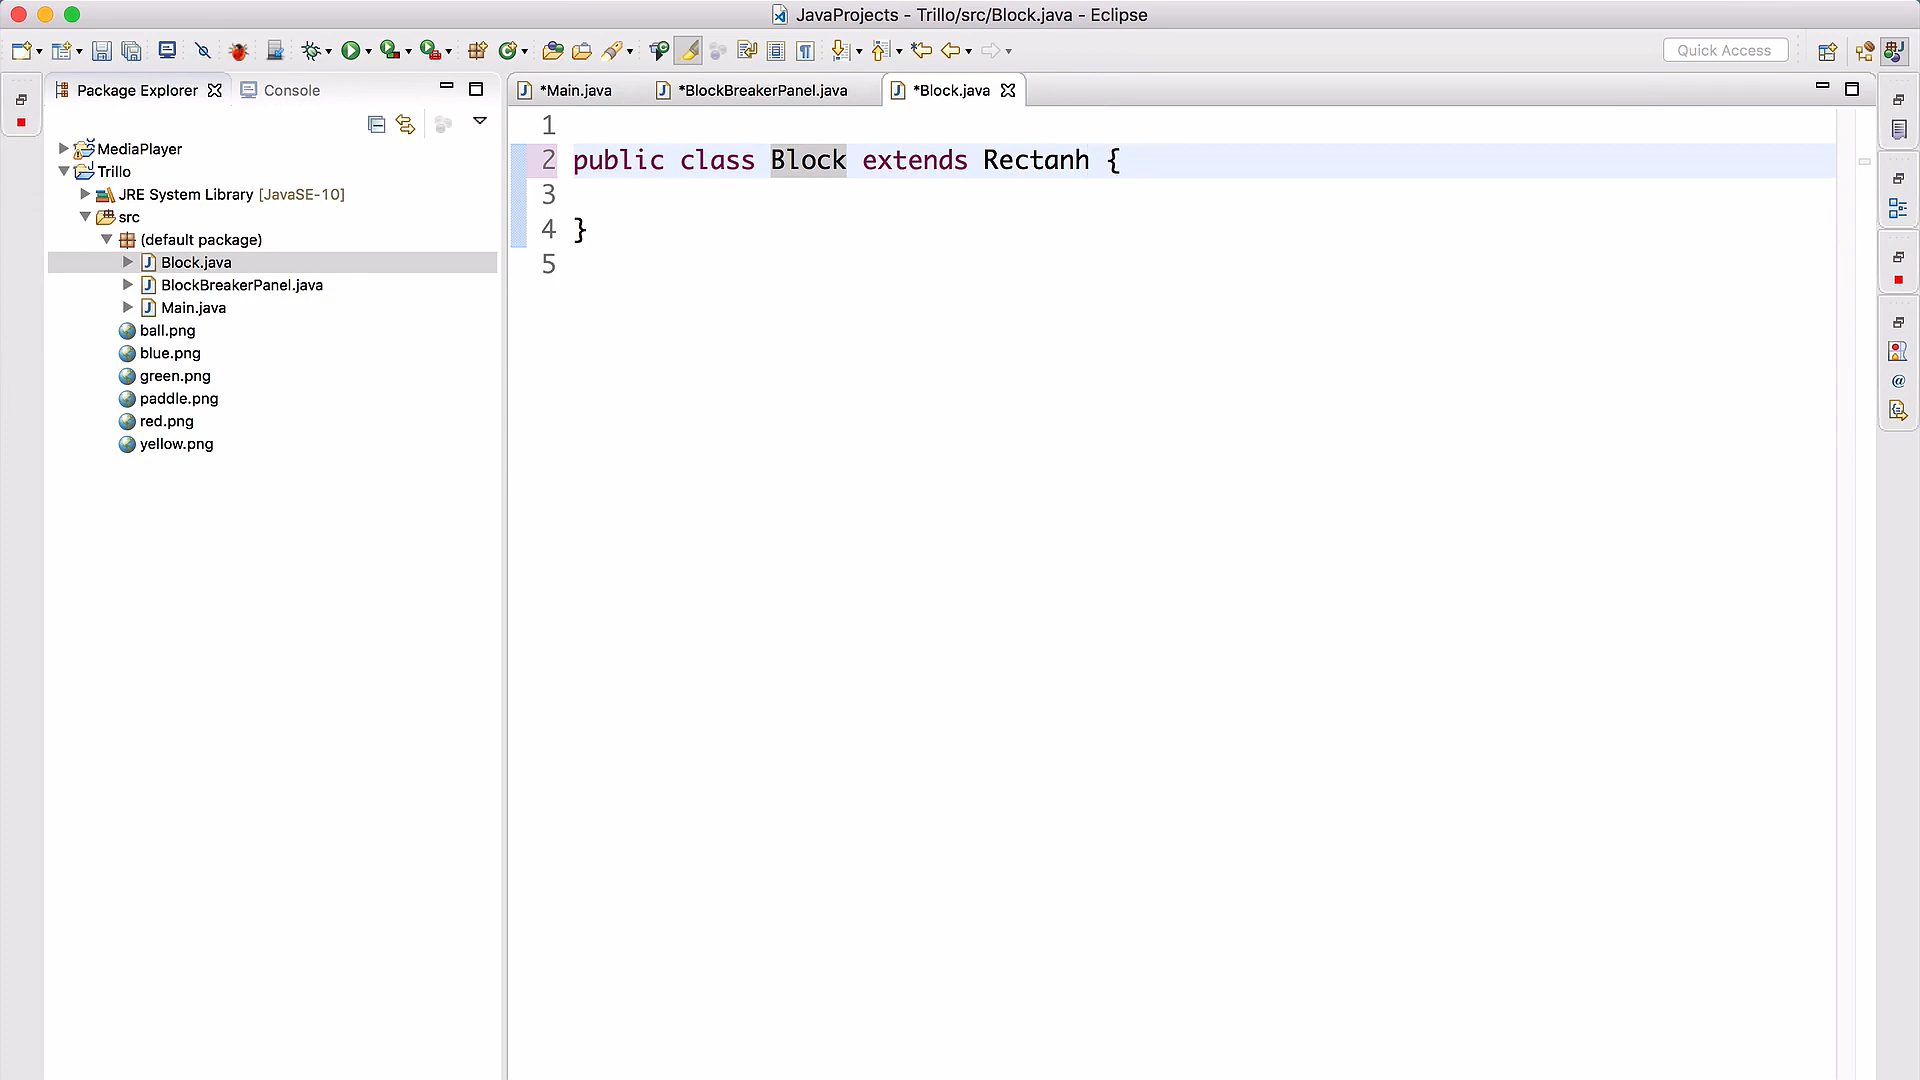 JavaProjects - Trillo/src/Block.java - Eclipse
Quick Access
Package Explorer
Console
*Main.java
*BlockBreakerPanel.java
*Block.java
MediaPlayer
Trillo
JRE System Library [JavaSE-10]
src
(default package)
Block.java
BlockBreakerPanel.java
Main.java
ball.png
blue.png
green.png
paddle.png
red.png
yellow.png
1
2 public class Block extends Rectanh {
3
4 }
5